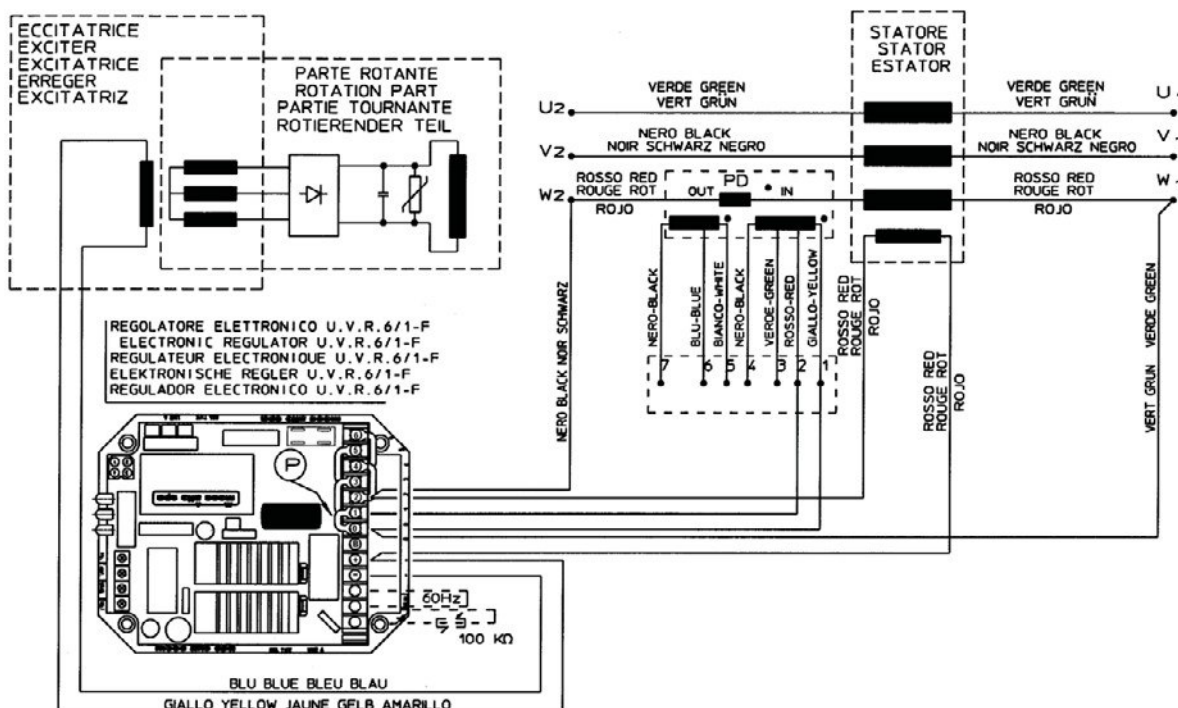 ECCITATRICE
EXCITER
EXCITATRICE
ERREGER
EXCITATRIZ
PARTE ROTANTE
ROTATION PART
PARTIE TOURNANTE
ROTIERENDER TEIL
STATORE
STATOR
ESTATOR
U2
VERDE GREEN
VERT GRÜN
VERDE GREEN
VERT GRÜN
U
V2
NERO BLACK
NOIR SCHWARZ NEGRO
NERO BLACK
NOIR SCHWARZ NEGRO
V
W2
ROSSO RED
ROUGE ROT
ROJO
OUT
PD
IN
ROSSO RED
ROUGE ROT
ROJO
W
NERO BLACK NOIR SCHWARZ
NERO-BLACK
BLU-BLUE
BIANCO-WHITE
NERO-BLACK
VERDE-GREEN
ROSSO-RED
GIALLO-YELLOW
ROSSO RED
ROUGE ROT
ROJO
ROSSO RED
ROUGE ROT
ROJO
VERT GRUN VERDE GREEN
7 6 5 4 3 2 1
REGOLATORE ELETTRONICO U.V.R.6/1-F
ELECTRONIC REGULATOR U.V.R.6/1-F
REGULATEUR ELECTRONIQUE U.V.R.6/1-F
ELEKTRONISCHE REGLER U.V.R.6/1-F
REGULADOR ELECTRONICO U.V.R.6/1-F
P
60Hz
100 KΩ
BLU BLUE BLEU BLAU
GIALLO YELLOW JAUNE GELB AMARILLO